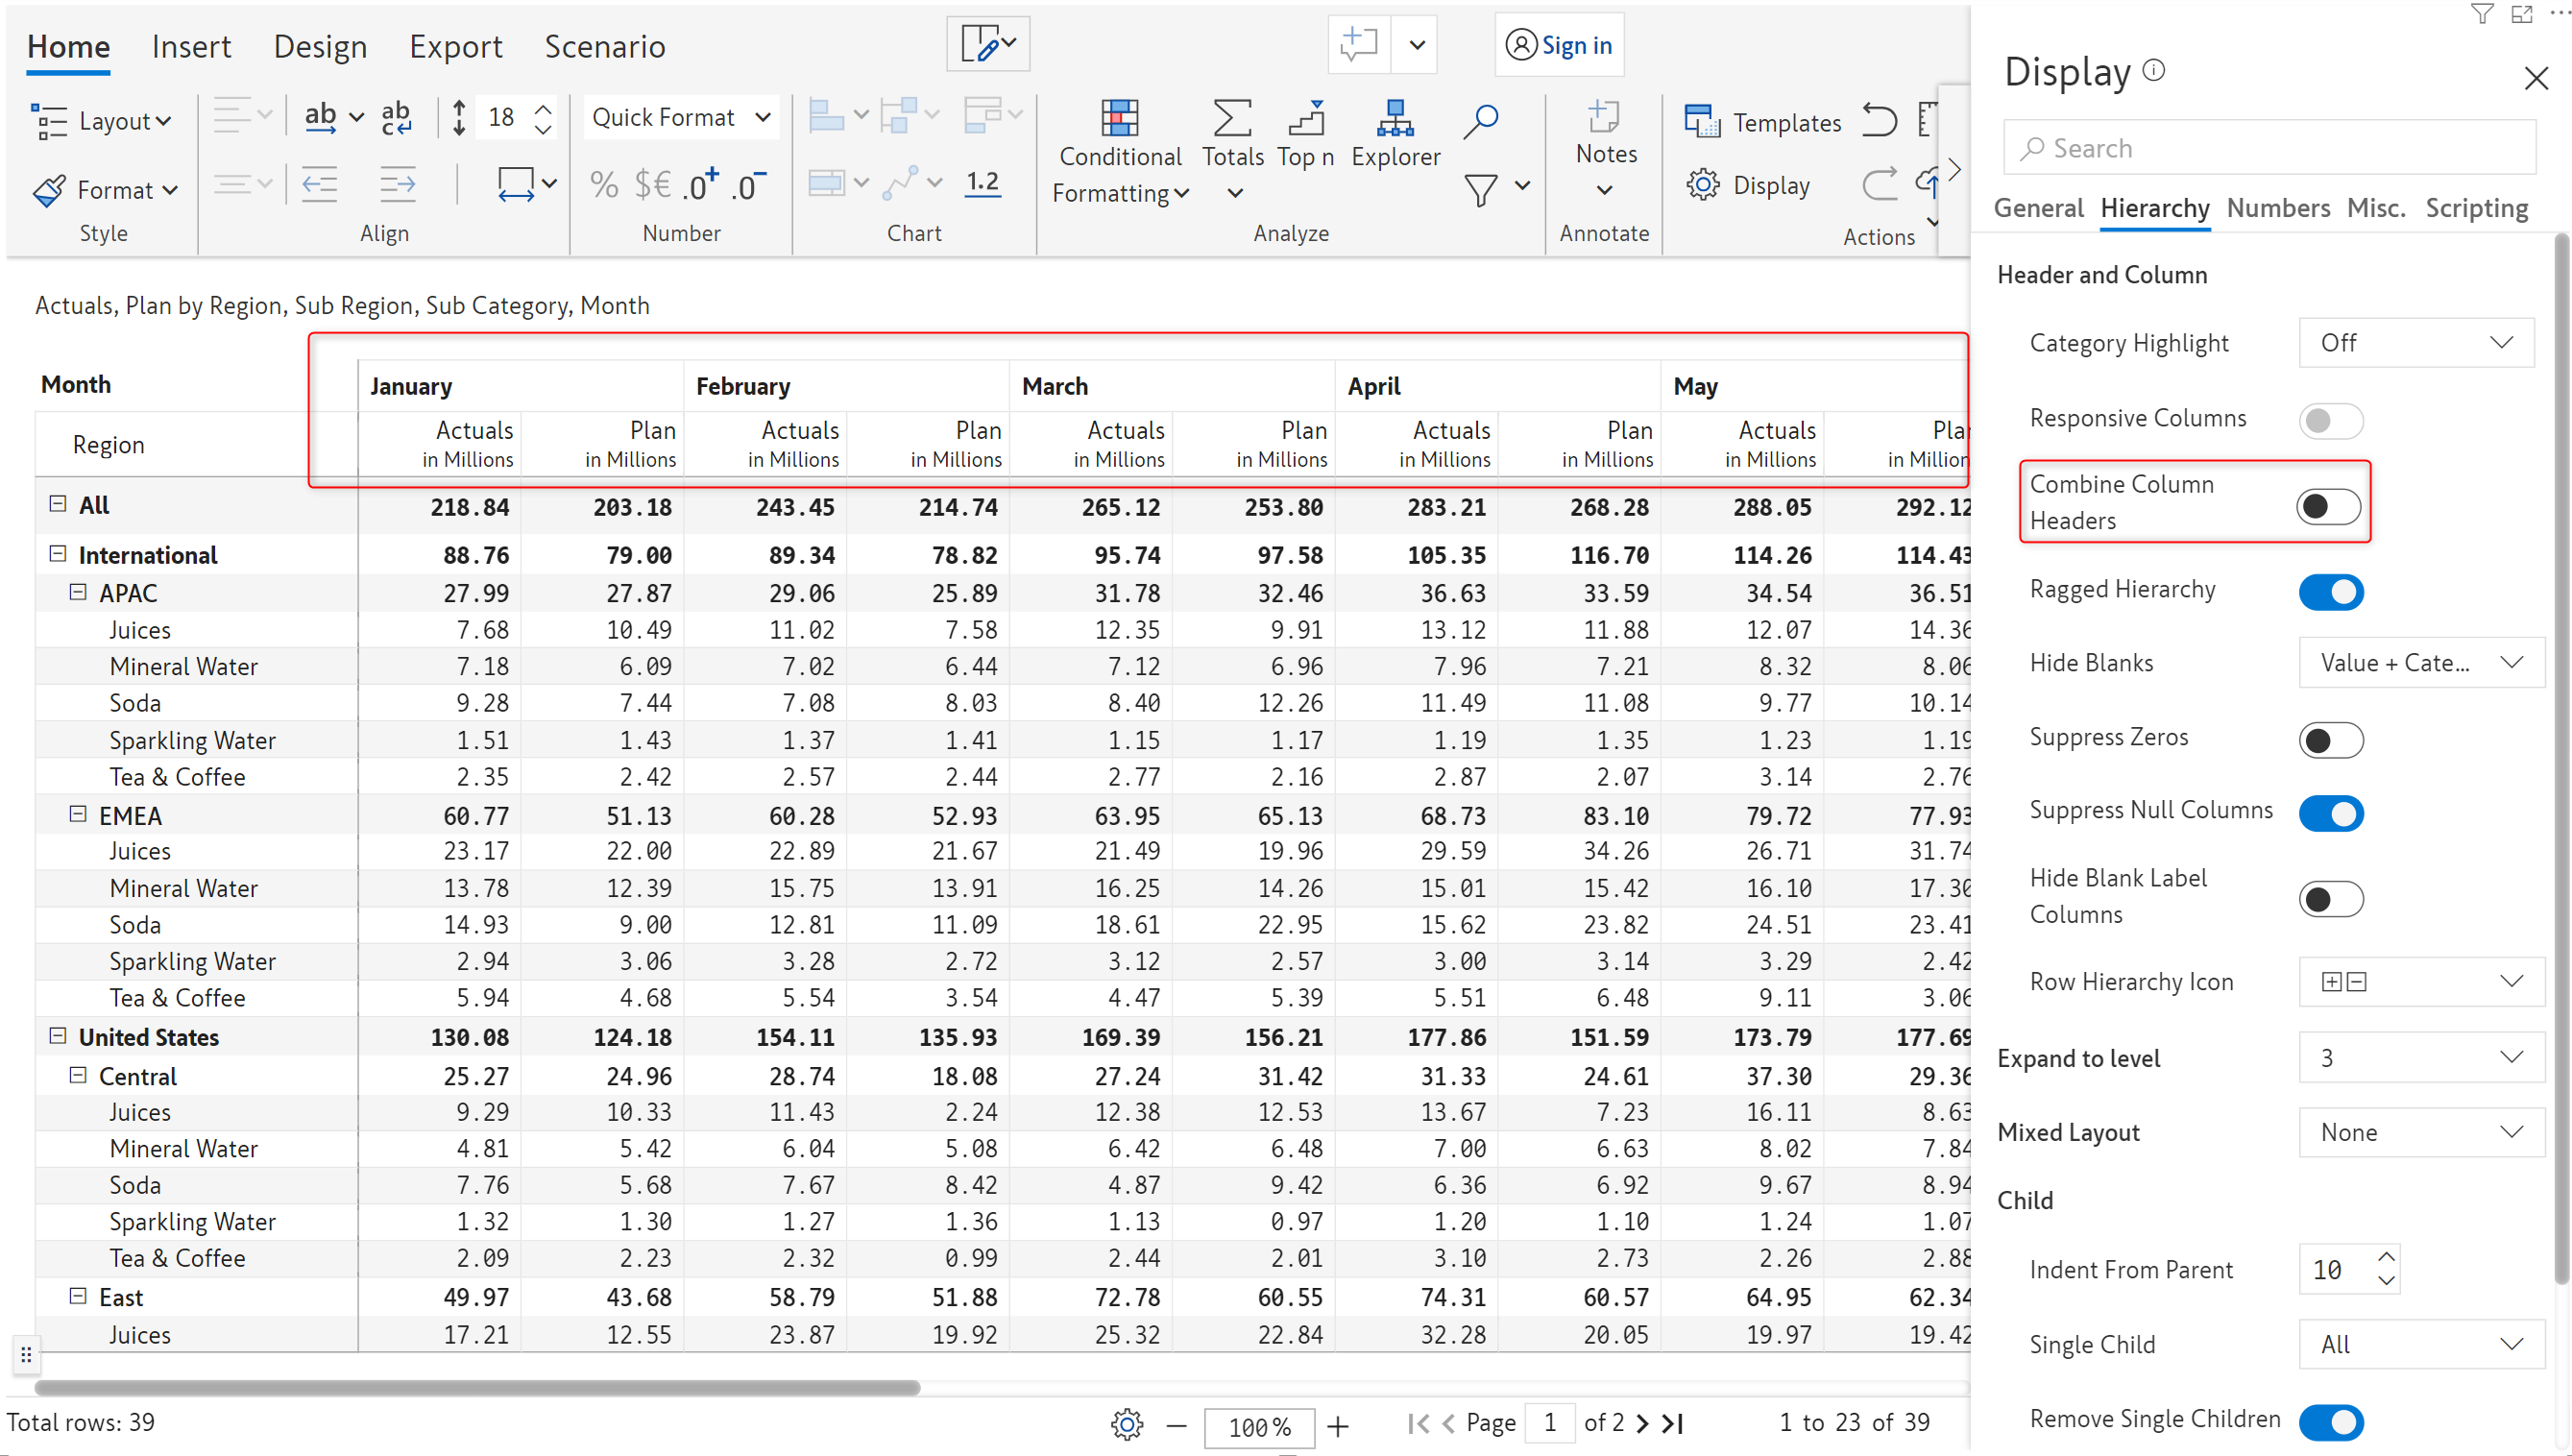 Home Insert Design Export Scenario Sign in
Layout ab ab 18 Quick Format
c
Conditional Totals Top n Explorer Notes Templates
Format % $€ .0+ .0- 1.2 Formatting Display
Style Align Number Chart Analyze Annotate Actions
Actuals, Plan by Region, Sub Region, Sub Category, Month
Month January February March April May
Region Actuals Plan Actuals Plan Actuals Plan Actuals Plan Actuals Pla
in Millions in Millions in Millions in Millions in Millions in Millions in Millions in Millions in Millions in Million
All 218.84 203.18 243.45 214.74 265.12 253.80 283.21 268.28 288.05 292.12
International 88.76 79.00 89.34 78.82 95.74 97.58 105.35 116.70 114.26 114.43
APAC 27.99 27.87 29.06 25.89 31.78 32.46 36.63 33.59 34.54 36.51
Juices 7.68 10.49 11.02 7.58 12.35 9.91 13.12 11.88 12.07 14.36
Mineral Water 7.18 6.09 7.02 6.44 7.12 6.96 7.96 7.21 8.32 8.06
Soda 9.28 7.44 7.08 8.03 8.40 12.26 11.49 11.08 9.77 10.14
Sparkling Water 1.51 1.43 1.37 1.41 1.15 1.17 1.19 1.35 1.23 1.19
Tea & Coffee 2.35 2.42 2.57 2.44 2.77 2.16 2.87 2.07 3.14 2.76
EMEA 60.77 51.13 60.28 52.93 63.95 65.13 68.73 83.10 79.72 77.93
Juices 23.17 22.00 22.89 21.67 21.49 19.96 29.59 34.26 26.71 31.74
Mineral Water 13.78 12.39 15.75 13.91 16.25 14.26 15.01 15.42 16.10 17.30
Soda 14.93 9.00 12.81 11.09 18.61 22.95 15.62 23.82 24.51 23.41
Sparkling Water 2.94 3.06 3.28 2.72 3.12 2.57 3.00 3.14 3.29 2.42
Tea & Coffee 5.94 4.68 5.54 3.54 4.47 5.39 5.51 6.48 9.11 3.06
United States 130.08 124.18 154.11 135.93 169.39 156.21 177.86 151.59 173.79 177.69
Central 25.27 24.96 28.74 18.08 27.24 31.42 31.33 24.61 37.30 29.36
Juices 9.29 10.33 11.43 2.24 12.38 12.53 13.67 7.23 16.11 8.63
Mineral Water 4.81 5.42 6.04 5.08 6.42 6.48 7.00 6.63 8.02 7.84
Soda 7.76 5.68 7.67 8.42 4.87 9.42 6.36 6.92 9.67 8.94
Sparkling Water 1.32 1.30 1.27 1.36 1.13 0.97 1.20 1.10 1.24 1.07
Tea & Coffee 2.09 2.23 2.32 0.99 2.44 2.01 3.10 2.73 2.26 2.88
East 49.97 43.68 58.79 51.88 72.78 60.55 74.31 60.57 64.95 62.34
Juices 17.21 12.55 23.87 19.92 25.32 22.84 32.28 20.05 19.97 19.42
Total rows: 39 100% Page 1 of 2 1 to 23 of 39
Display
Search
General Hierarchy Numbers Misc. Scripting
Header and Column
Category Highlight Off
Responsive Columns
Combine Column
Headers
Ragged Hierarchy
Hide Blanks Value + Cate...
Suppress Zeros
Suppress Null Columns
Hide Blank Label
Columns
Row Hierarchy Icon
Expand to level 3
Mixed Layout None
Child
Indent From Parent 10
Single Child All
Remove Single Children